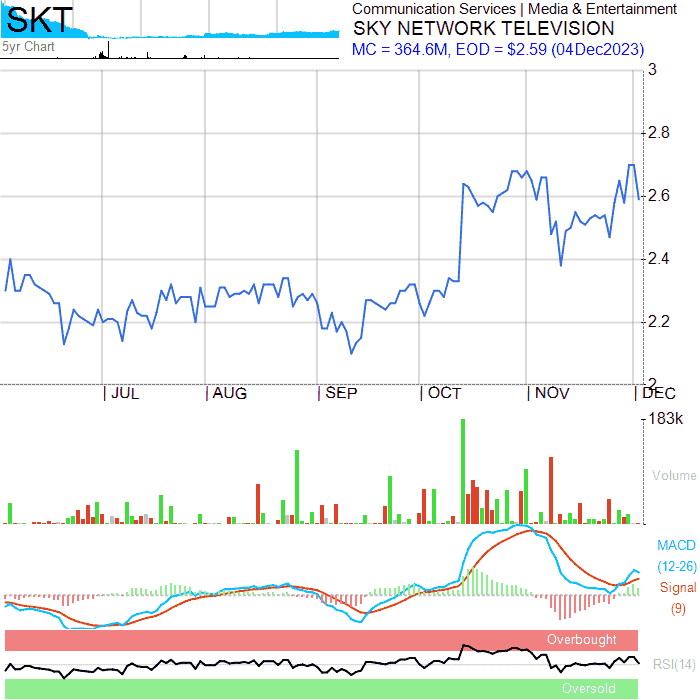 SKT
5yr Chart
Communication Services | Media & Entertainment
SKY NETWORK TELEVISION
MC = 364.6M, EOD = $2.59 (04Dec2023)
3
2.8
2.6
2.4
2.2
2
JUL AUG SEP OCT NOV DEC
183k
Volume
MACD
(12-26)
Signal
(9)
Overbought
RSI(14)
Oversold